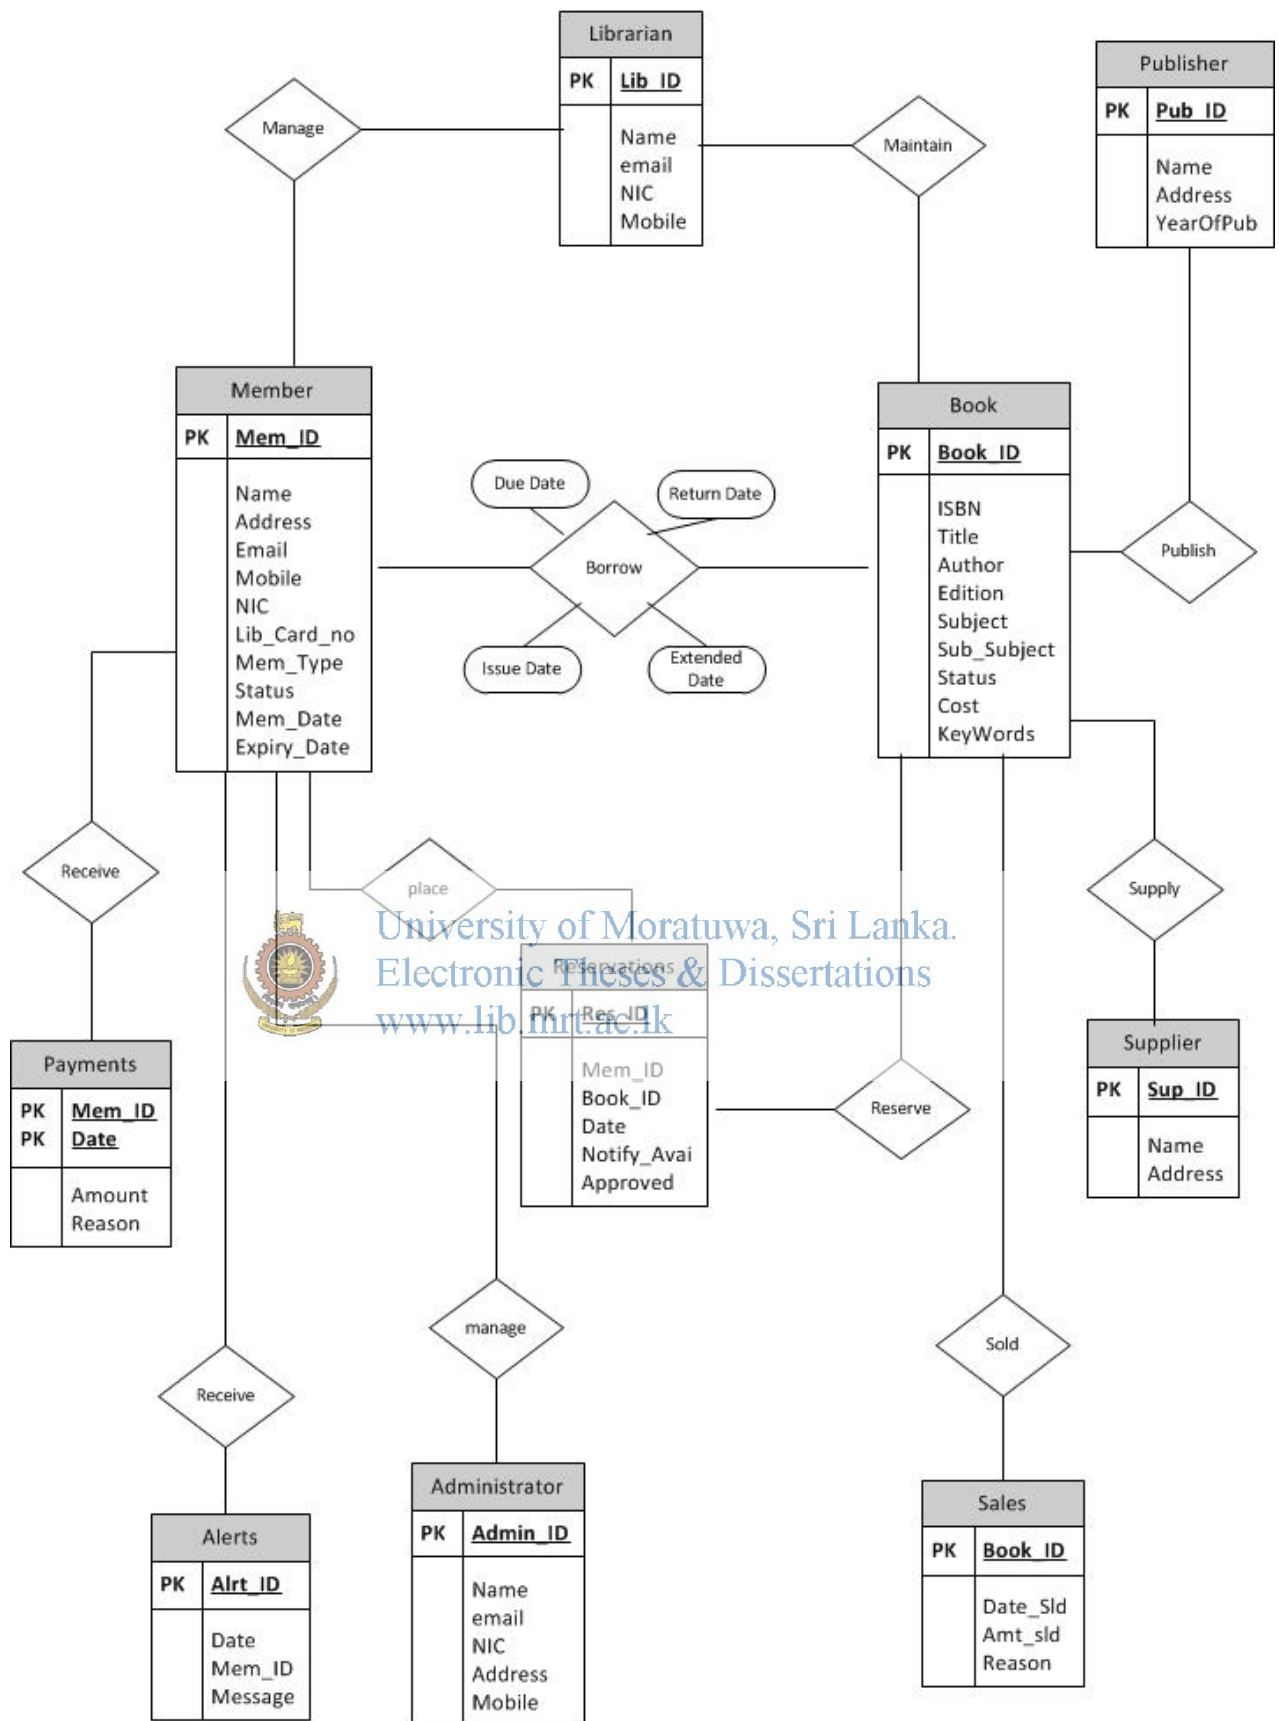 Librarian
PK Lib_ID
Name
email
NIC
Mobile
Publisher
PK Pub_ID
Name
Address
YearOfPub
Manage
Maintain
Member
PK Mem_ID
Name
Address
Email
Mobile
NIC
Lib_Card_no
Mem_Type
Status
Mem_Date
Expiry_Date
Due Date
Return Date
Borrow
Issue Date
Extended
Date
Book
PK Book_ID
ISBN
Title
Author
Edition
Subject
Sub_Subject
Status
Cost
KeyWords
Publish
Receive
place
Supply
University of Moratuwa, Sri Lanka.
Electronic Theses & Dissertations
www.lib.mrt.ac.lk
Reservations
PK Res_ID
Mem_ID
Book_ID
Date
Notify_Avai
Approved
Reserve
Payments
PK Mem_ID
PK Date
Amount
Reason
Supplier
PK Sup_ID
Name
Address
manage
Sold
Receive
Alerts
PK Alrt_ID
Date
Mem_ID
Message
Administrator
PK Admin_ID
Name
email
NIC
Address
Mobile
Sales
PK Book_ID
Date_Sld
Amt_sld
Reason